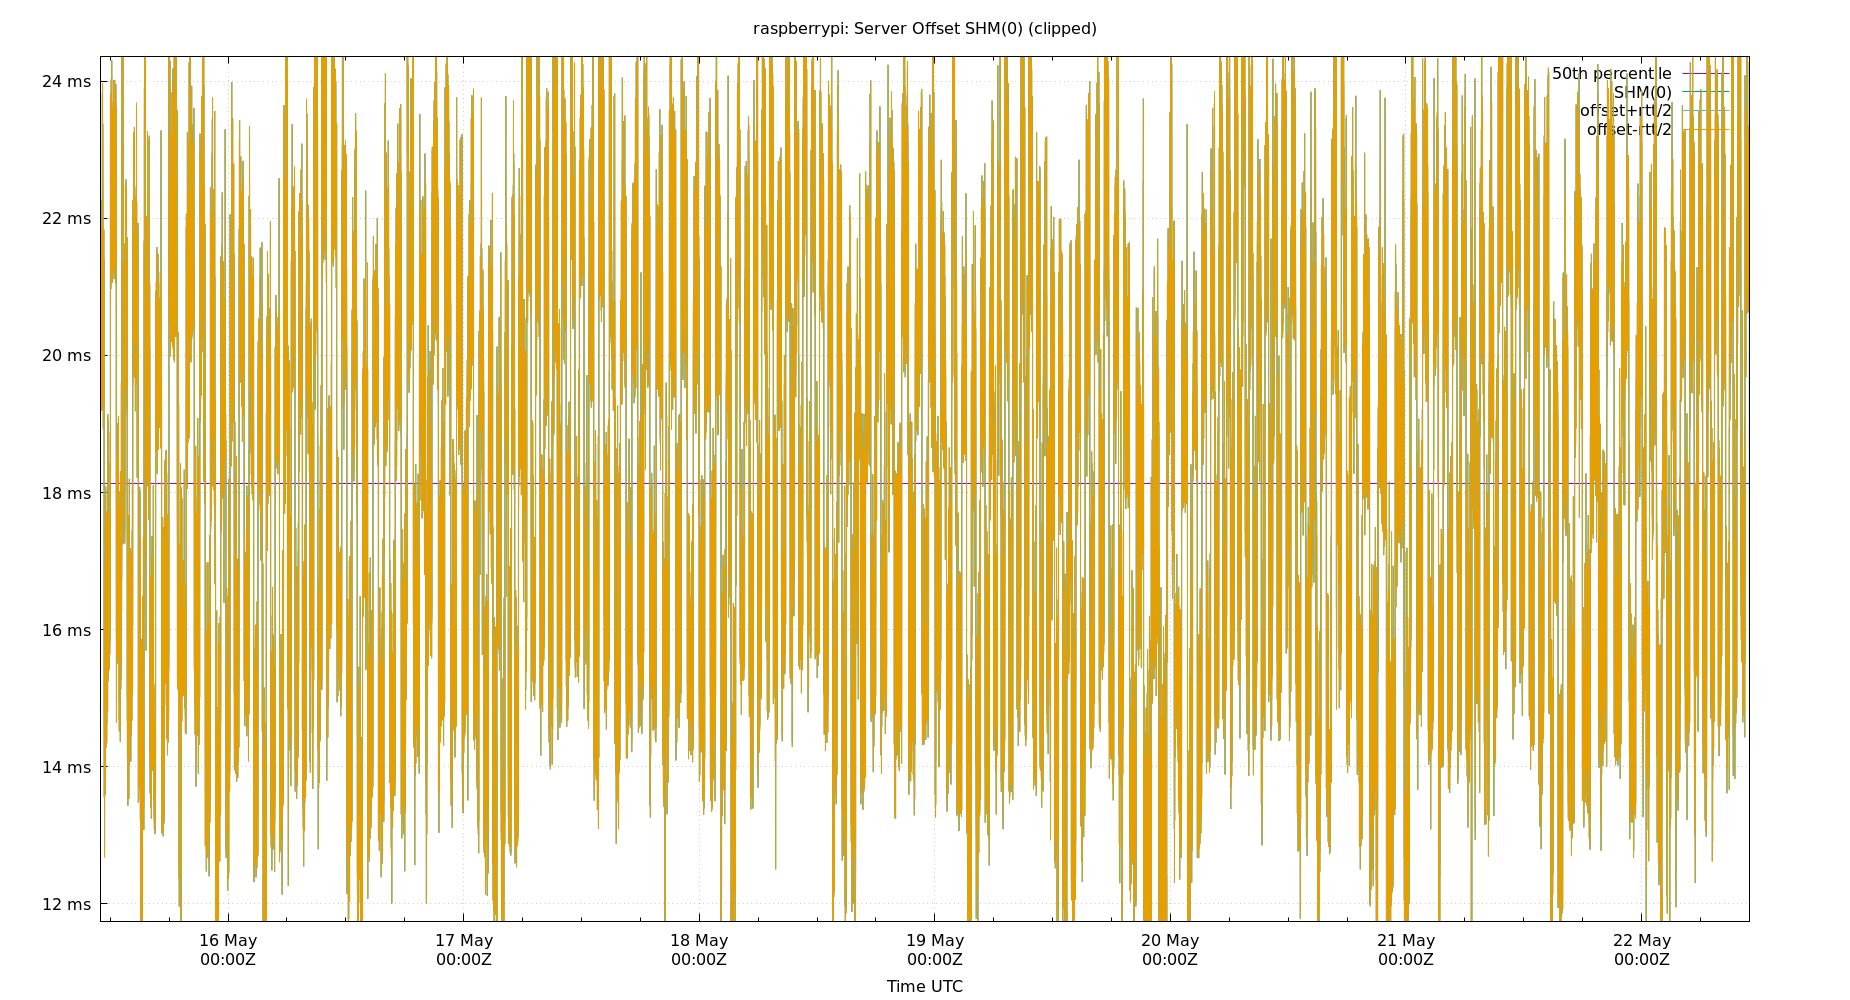 raspberrypi: Server Offset SHM(0) (clipped)
50th percentile
SHM(0)
offset+rtt/2
offset-rtt/2
24 ms
22 ms
20 ms
18 ms
16 ms
14 ms
12 ms
16 May 17 May 18 May 19 May 20 May 21 May 22 May
00:00Z 00:00Z 00:00Z 00:00Z 00:00Z 00:00Z 00:00Z
Time UTC